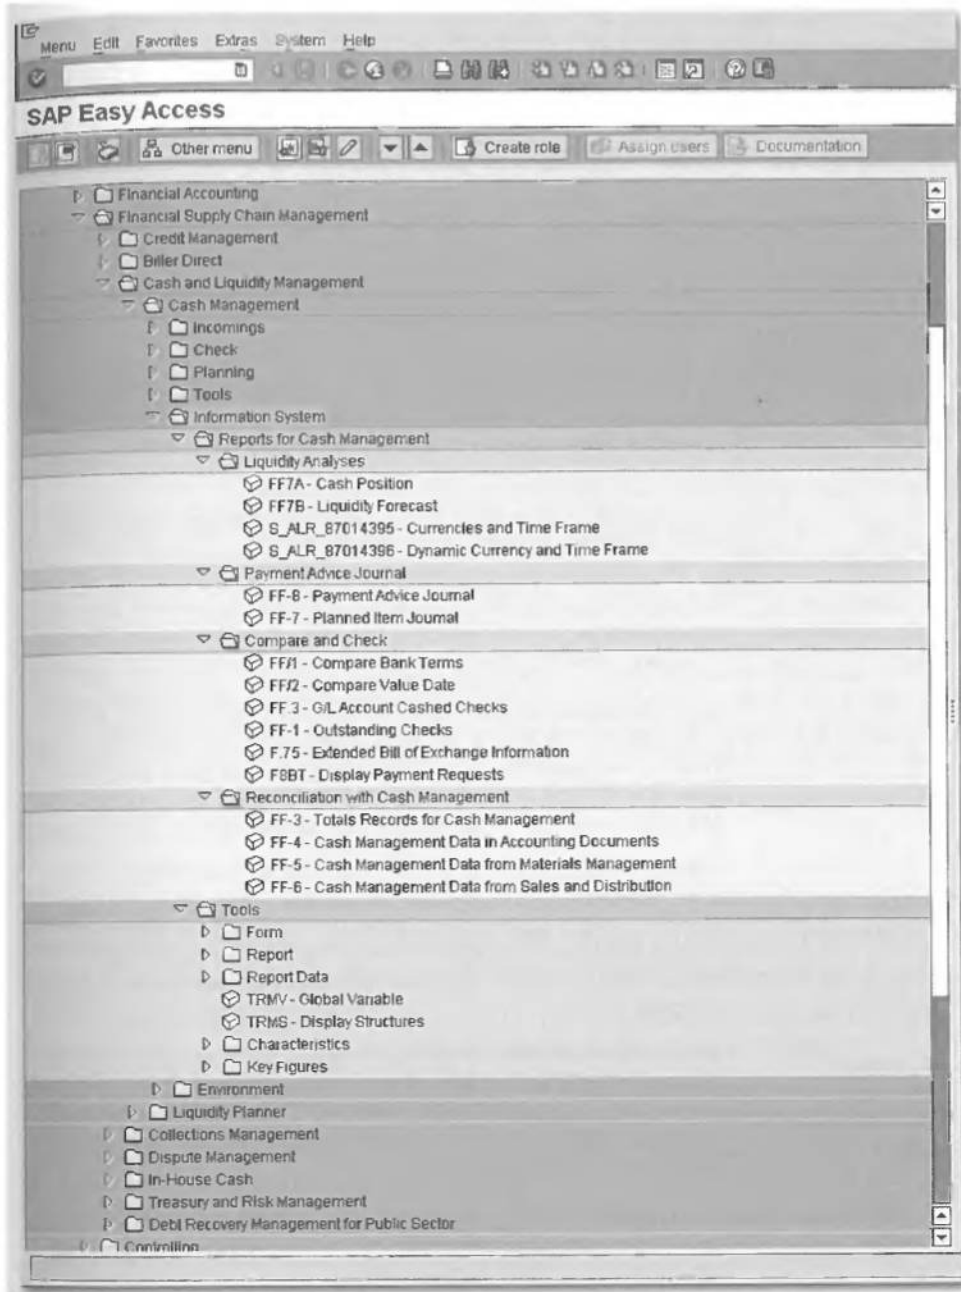 Menu Edit Favorites Extras System Help
SAP Easy Access
Other menu Create role Assign users Documentation
Financial Accounting
Financial Supply Chain Management
Credit Management
Biller Direct
Cash and Liquidity Management
Cash Management
Incomings
Check
Planning
Tools
Information System
Reports for Cash Management
Liquidity Analyses
FF7A - Cash Position
FF7B - Liquidity Forecast
S_ALR_87014395 - Currencies and Time Frame
S_ALR_87014396 - Dynamic Currency and Time Frame
Payment Advice Journal
FF-8 - Payment Advice Journal
FF-7 - Planned Item Journal
Compare and Check
FF/1 - Compare Bank Terms
FF/2 - Compare Value Date
FF.3 - G/L Account Cashed Checks
FF-1 - Outstanding Checks
F.75 - Extended Bill of Exchange Information
F8BT - Display Payment Requests
Reconciliation with Cash Management
FF-3 - Totals Records for Cash Management
FF-4 - Cash Management Data in Accounting Documents
FF-5 - Cash Management Data from Materials Management
FF-6 - Cash Management Data from Sales and Distribution
Tools
Form
Report
Report Data
TRMV - Global Variable
TRMS - Display Structures
Characteristics
Key Figures
Environment
Liquidity Planner
Collections Management
Dispute Management
In-House Cash
Treasury and Risk Management
Debt Recovery Management for Public Sector
Controlling